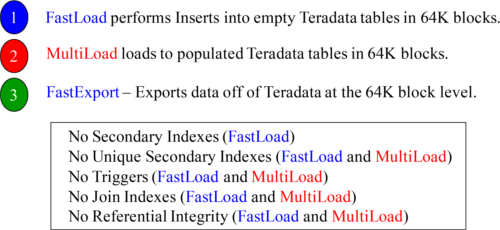 1 FastLoad performs Inserts into empty Teradata tables in 64K blocks.
2 MultiLoad loads to populated Teradata tables in 64K blocks.
3 FastExport – Exports data off of Teradata at the 64K block level.
No Secondary Indexes (FastLoad)
No Unique Secondary Indexes (FastLoad and MultiLoad)
No Triggers (FastLoad and MultiLoad)
No Join Indexes (FastLoad and MultiLoad)
No Referential Integrity (FastLoad and MultiLoad)